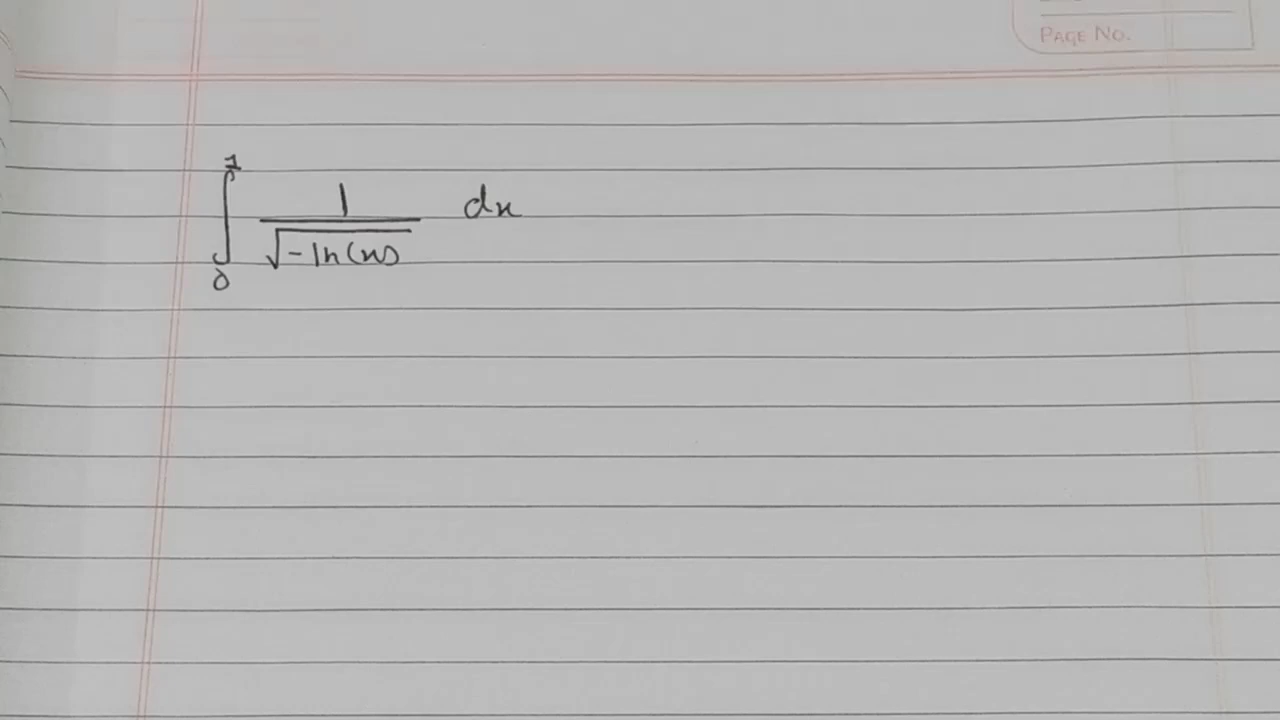 PAGE NO.
∫₀¹ 1/√(-ln(x)) dx